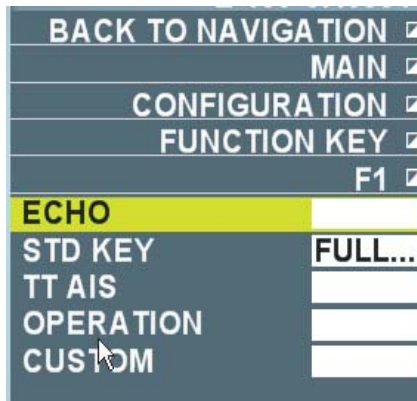 BACK TO NAVIGATION
MAIN
CONFIGURATION
FUNCTION KEY
F1
ECHO
STD KEY FULL...
TT AIS
OPERATION
CUSTOM